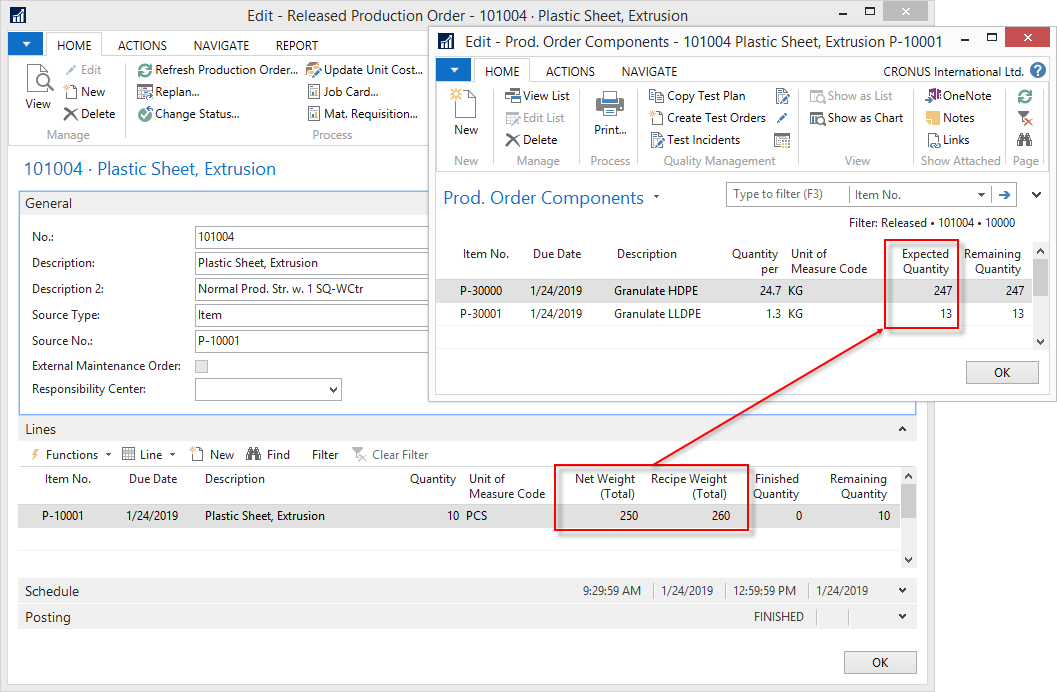 Edit - Released Production Order - 101004 · Plastic Sheet, Extrusion
HOME ACTIONS NAVIGATE REPORT
View
Edit
New
Delete
Manage
Refresh Production Order...
Replan...
Change Status...
Update Unit Cost...
Job Card...
Mat. Requisition...
Process
101004 · Plastic Sheet, Extrusion
General
No.: 101004
Description: Plastic Sheet, Extrusion
Description 2: Normal Prod. Str. w. 1 SQ-WCtr
Source Type: Item
Source No.: P-10001
External Maintenance Order:
Responsibility Center:
Lines
Functions Line New Find Filter Clear Filter
Item No. Due Date Description Quantity Unit of Measure Code Net Weight (Total) Recipe Weight (Total) Finished Quantity Remaining Quantity
P-10001 1/24/2019 Plastic Sheet, Extrusion 10 PCS 250 260 0 10
Schedule 9:29:59 AM 1/24/2019 12:59:59 PM 1/24/2019
Posting FINISHED
OK
Edit - Prod. Order Components - 101004 Plastic Sheet, Extrusion P-10001
HOME ACTIONS NAVIGATE CRONUS International Ltd. ?
New
New
View List
Edit List
Delete
Manage
Print...
Process
Copy Test Plan
Create Test Orders
Test Incidents
Quality Management
Show as List
Show as Chart
View
OneNote
Notes
Links
Show Attached
Page
Prod. Order Components Type to filter (F3) Item No.
Filter: Released • 101004 • 10000
Item No. Due Date Description Quantity per Unit of Measure Code Expected Quantity Remaining Quantity
P-30000 1/24/2019 Granulate HDPE 24.7 KG 247 247
P-30001 1/24/2019 Granulate LLDPE 1.3 KG 13 13
OK